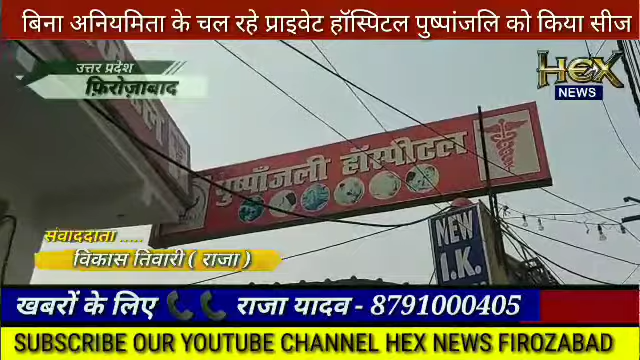 बिना अनियमिता के चल रहे प्राइवेट हॉस्पिटल पुष्पांजलि को किया सीज
उत्तर प्रदेश
फ़िरोज़ाबाद
HEX
NEWS
पुष्पाँजली हॉस्पीटल
NEW
I.K.
संवाददाता .....
विकास तिवारी ( राजा )
खबरों के लिए 📞📞 राजा यादव - 8791000405
SUBSCRIBE OUR YOUTUBE CHANNEL HEX NEWS FIROZABAD